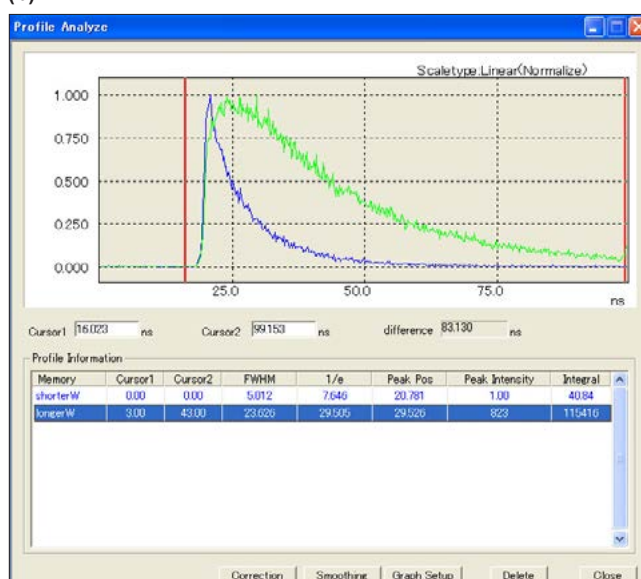 Profile Analyze
Scaletype:Linear(Normalize)
1.000
0.750
0.500
0.250
0.000
25.0 50.0 75.0
ns
Cursor1 16.023 ns Cursor2 99.153 ns difference 83.130 ns
Profile Information
Memory Cursor1 Cursor2 FWHM 1/e Peak Pos Peak Intensity Integral
shorterW 0.00 0.00 5.012 7.646 20.781 1.00 40.84
longerW 3.00 43.00 23.626 29.505 29.526 823 115416
Correction Smoothing Graph Setup Delete Close